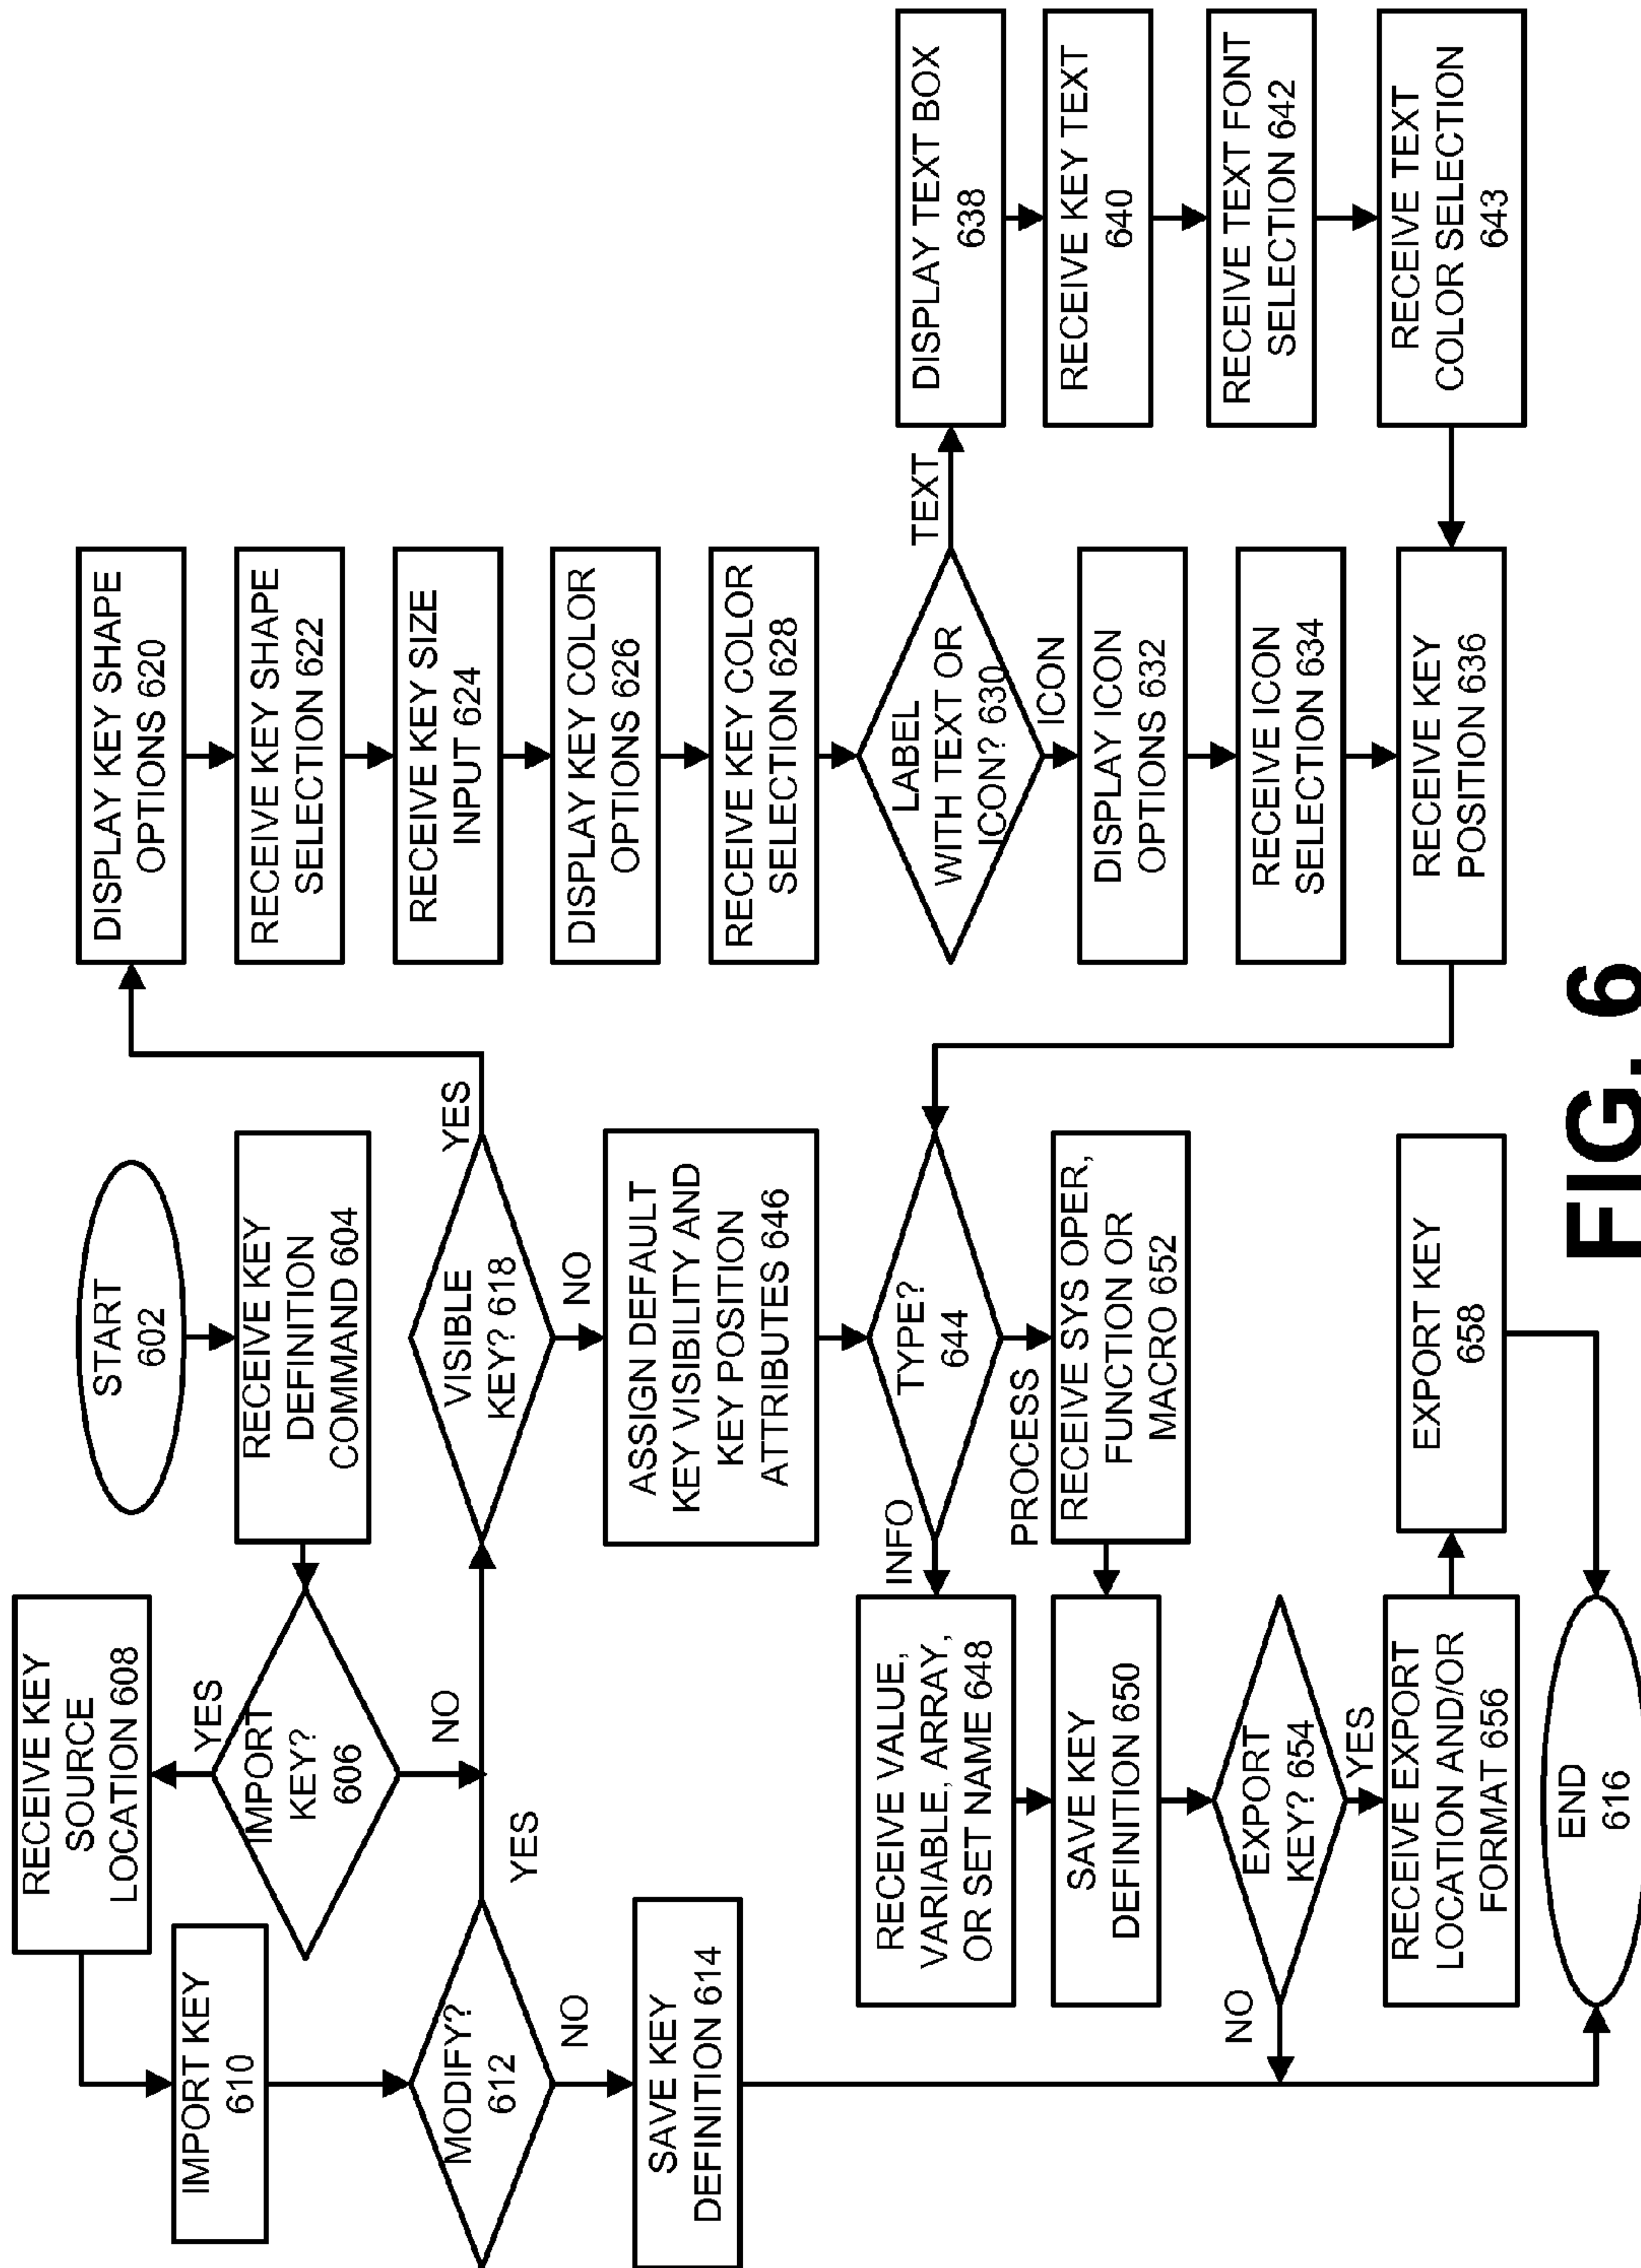 START
602
RECEIVE KEY
DEFINITION
COMMAND 604
IMPORT
KEY?
606
YES
NO
RECEIVE KEY
SOURCE
LOCATION 608
IMPORT KEY
610
MODIFY?
612
YES
NO
SAVE KEY
DEFINITION 614
VISIBLE
KEY? 618
YES
NO
DISPLAY KEY SHAPE
OPTIONS 620
RECEIVE KEY SHAPE
SELECTION 622
RECEIVE KEY SIZE
INPUT 624
DISPLAY KEY COLOR
OPTIONS 626
RECEIVE KEY COLOR
SELECTION 628
LABEL
WITH TEXT OR
ICON? 630
TEXT
ICON
DISPLAY ICON
OPTIONS 632
RECEIVE ICON
SELECTION 634
RECEIVE KEY
POSITION 636
DISPLAY TEXT BOX
638
RECEIVE KEY TEXT
640
RECEIVE TEXT FONT
SELECTION 642
RECEIVE TEXT
COLOR SELECTION
643
ASSIGN DEFAULT
KEY VISIBILITY AND
KEY POSITION
ATTRIBUTES 646
TYPE?
644
INFO
PROCESS
RECEIVE VALUE,
VARIABLE, ARRAY,
OR SET NAME 648
RECEIVE SYS OPER,
FUNCTION OR
MACRO 652
SAVE KEY
DEFINITION 650
EXPORT
KEY? 654
NO
YES
RECEIVE EXPORT
LOCATION AND/OR
FORMAT 656
EXPORT KEY
658
END
616
FIG. 6